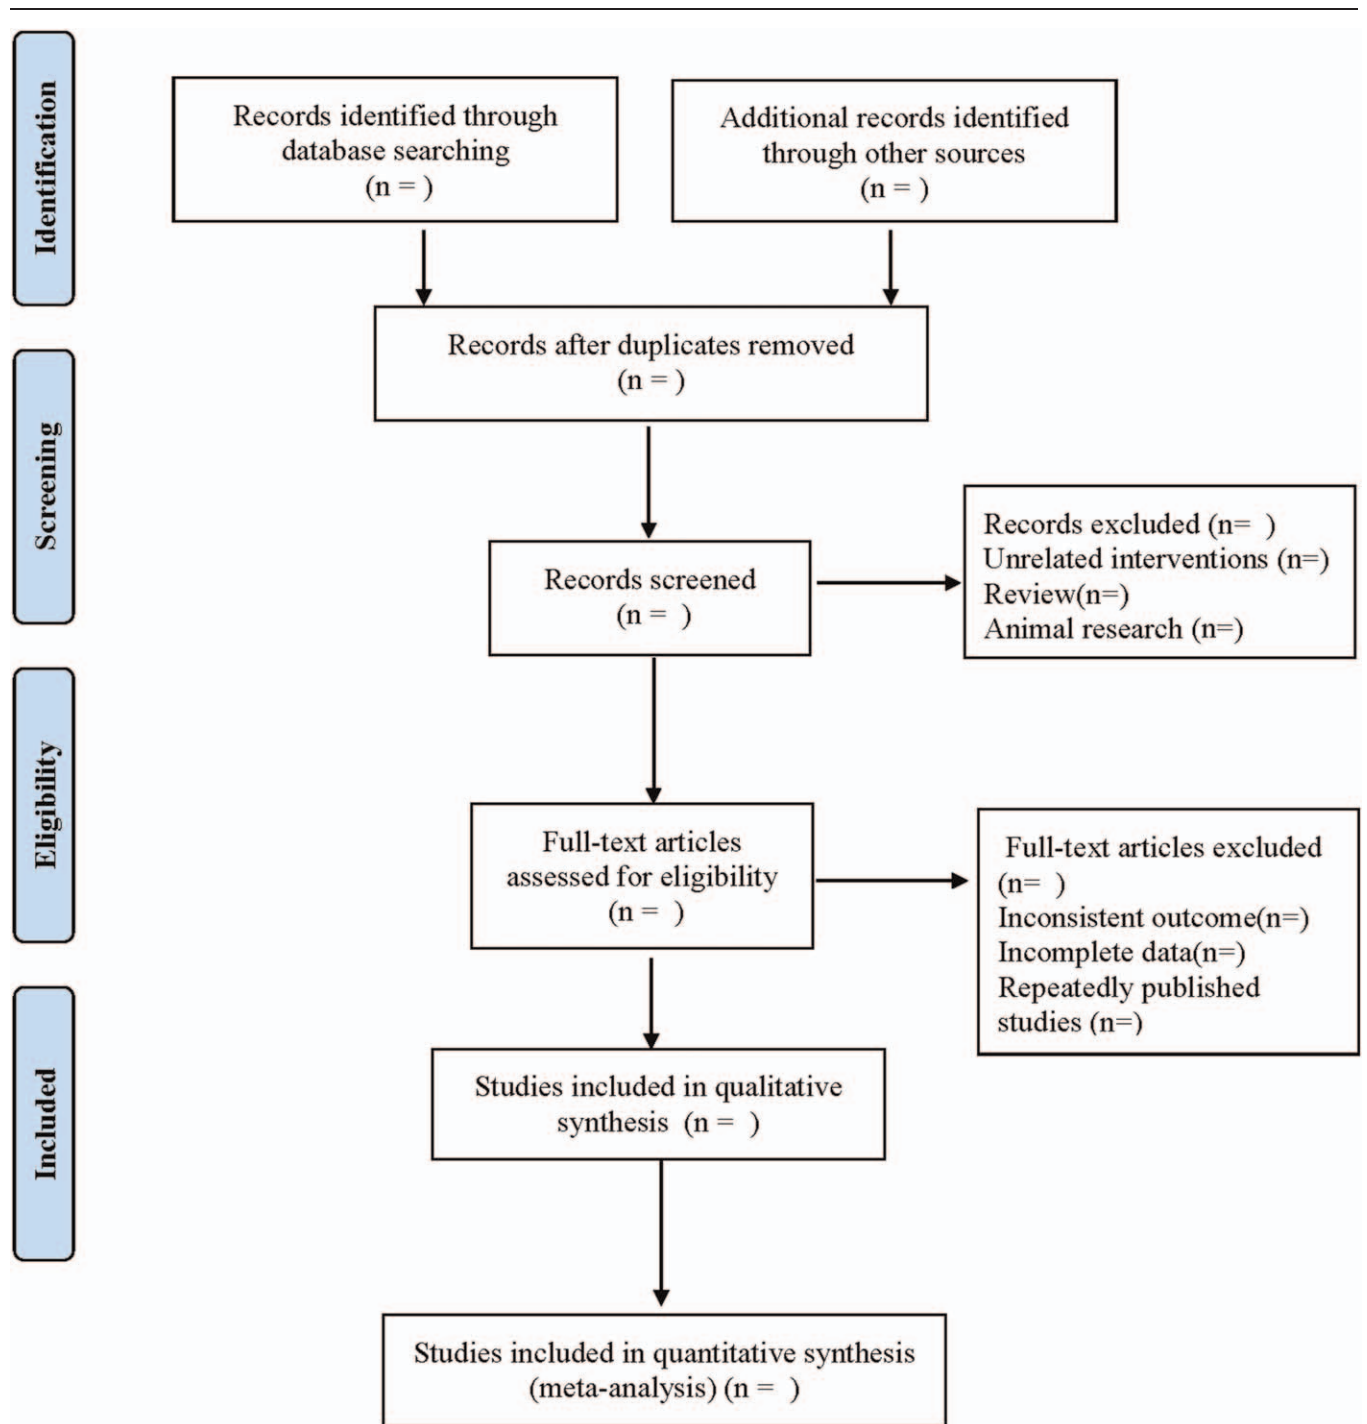 Identification
Records identified through
database searching
(n = )
Additional records identified
through other sources
(n = )
Records after duplicates removed
(n = )
Screening
Records screened
(n =  )
Records excluded (n=  )
Unrelated interventions (n=)
Review(n=)
Animal research (n=)
Eligibility
Full-text articles
assessed for eligibility
(n =  )
Full-text articles excluded
(n=  )
Inconsistent outcome(n=)
Incomplete data(n=)
Repeatedly published
studies (n=)
Included
Studies included in qualitative
synthesis  (n =  )
Studies included in quantitative synthesis
(meta-analysis) (n =  )